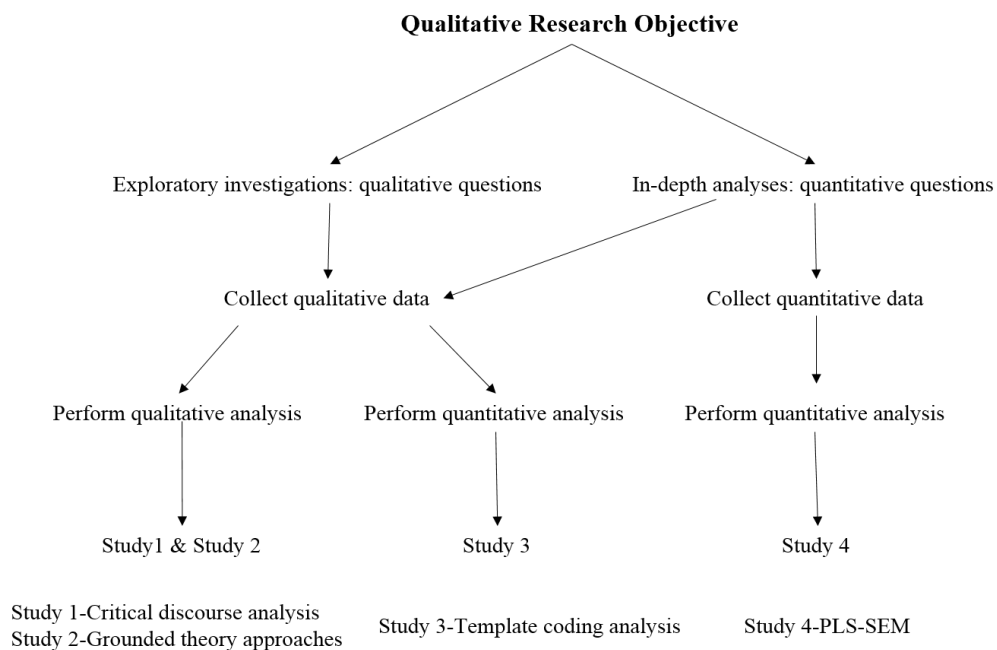 Qualitative Research Objective
Exploratory investigations: qualitative questions
In-depth analyses: quantitative questions
Collect qualitative data
Collect quantitative data
Perform qualitative analysis
Perform quantitative analysis
Perform quantitative analysis
Study1 & Study 2
Study 3
Study 4
Study 1-Critical discourse analysis
Study 2-Grounded theory approaches
Study 3-Template coding analysis
Study 4-PLS-SEM